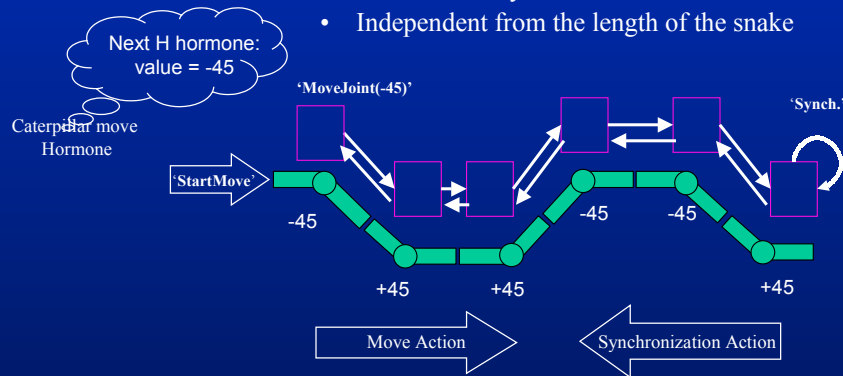 • Independent from the length of the snake
Next H hormone:
value = -45
'MoveJoint(-45)'
'Synch.'
Caterpillar move
Hormone
'StartMove'
-45
-45
-45
+45
+45
+45
Move Action
Synchronization Action